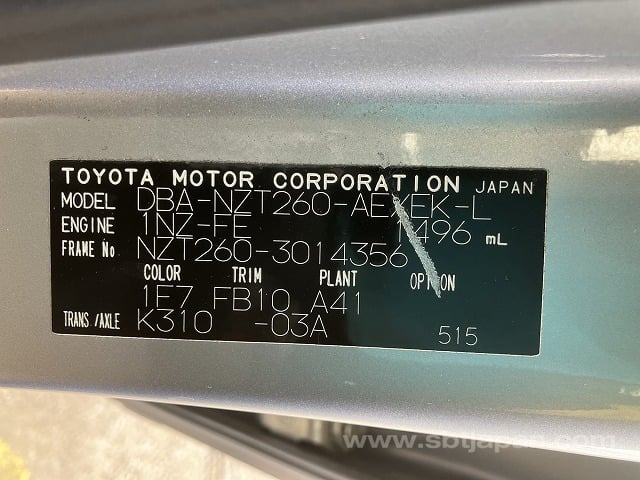 TOYOTA MOTOR CORPORATION JAPAN
MODEL DBA-NZT260-AEXEK-L
ENGINE 1NZ-FE 1496 mL
FRAME No NZT260-3014356
COLOR TRIM PLANT OPTION
1F7 FB10 A41
TRANS/AXLE K310 -03A 515
www.sbtjapan.com